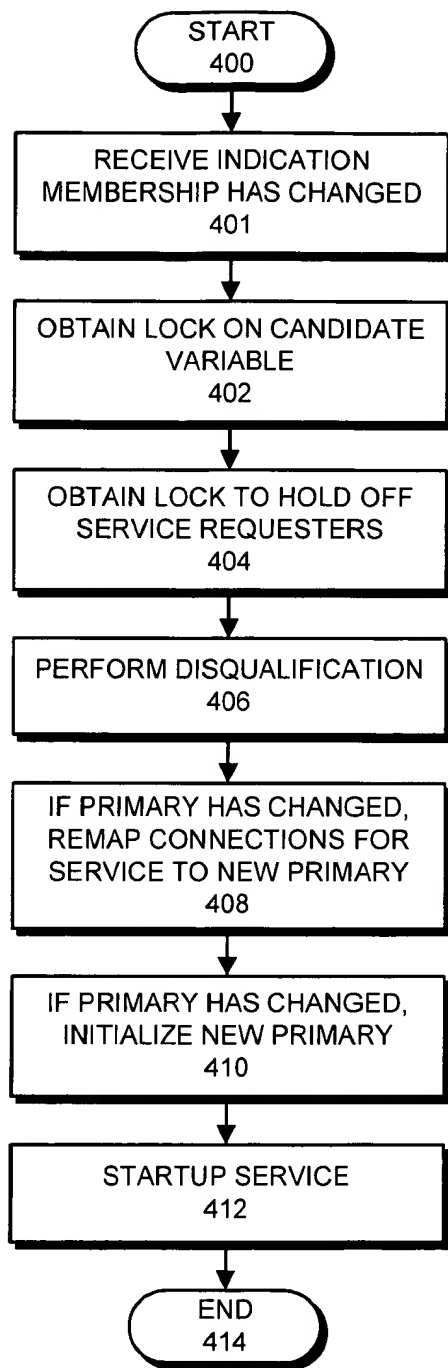 START
400
RECEIVE INDICATION
MEMBERSHIP HAS CHANGED
401
OBTAIN LOCK ON CANDIDATE
VARIABLE
402
OBTAIN LOCK TO HOLD OFF
SERVICE REQUESTERS
404
PERFORM DISQUALIFICATION
406
IF PRIMARY HAS CHANGED,
REMAP CONNECTIONS FOR
SERVICE TO NEW PRIMARY
408
IF PRIMARY HAS CHANGED,
INITIALIZE NEW PRIMARY
410
STARTUP SERVICE
412
END
414